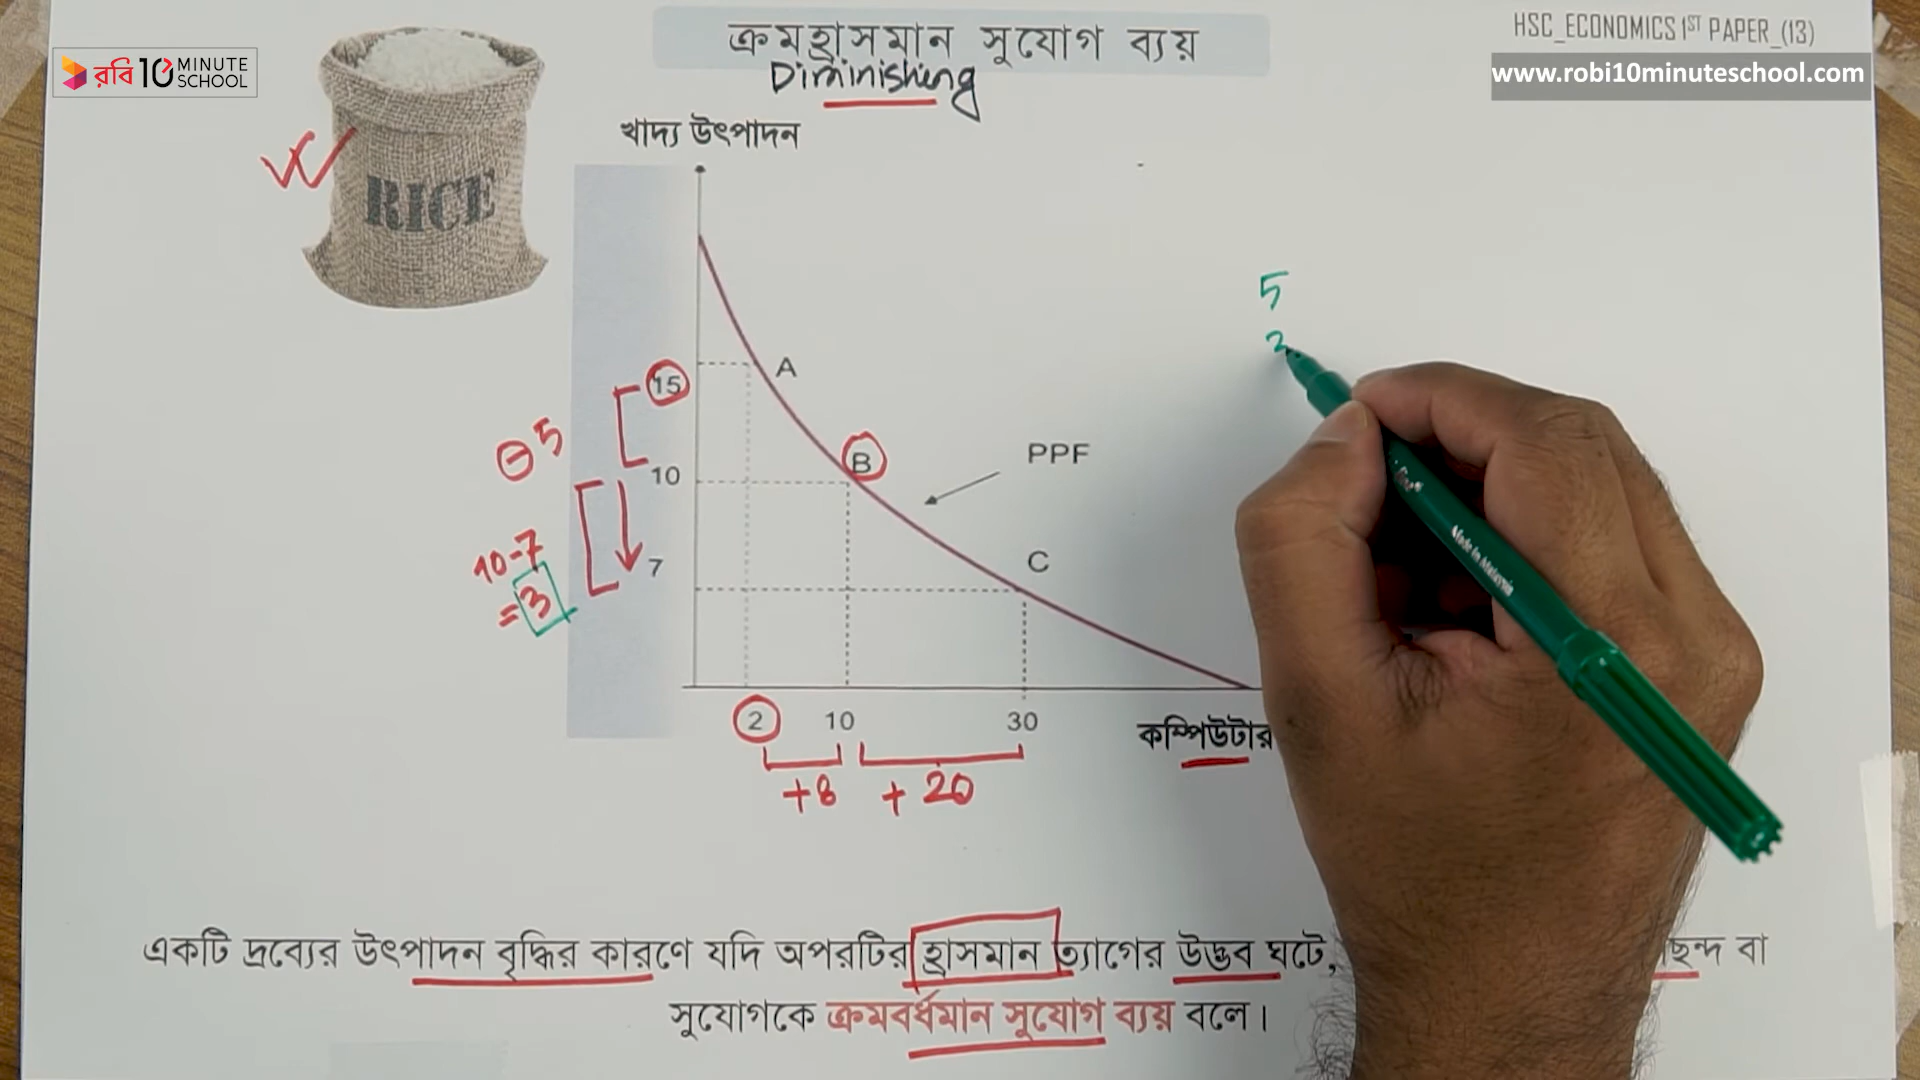 ক্রমহ্রাসমান সুযোগ ব্যয়
HSC_ECONOMICS 1ST PAPER_(13)
রবি 10 MINUTE SCHOOL
www.robi10minuteschool.com
Diminishing
খাদ্য উৎপাদন
RICE
5
A
15
5
B
PPF
10
10-7
C
7
=3
2 10 30
কম্পিউটার
+8 + 20
একটি দ্রব্যের উৎপাদন বৃদ্ধির কারণে যদি অপরটির হ্রাসমান ত্যাগের উদ্ভব ঘটে, ছন্দ বা
সুযোগকে ক্রমবর্ধমান সুযোগ ব্যয় বলে।